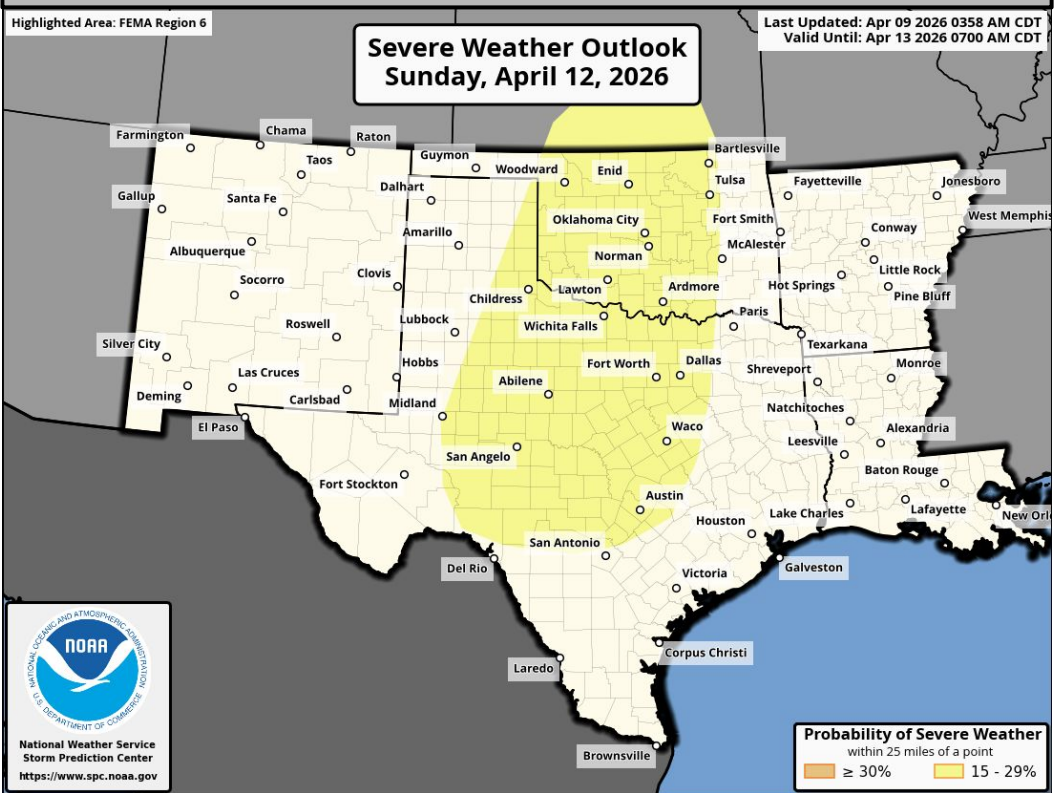 Highlighted Area: FEMA Region 6
Severe Weather Outlook
Sunday, April 12, 2026
Last Updated: Apr 09 2026 0358 AM CDT
Valid Until: Apr 13 2026 0700 AM CDT
Farmington
Chama
Raton
Taos
Guymon
Woodward
Enid
Bartlesville
Tulsa
Fayetteville
Jonesboro
Gallup
Santa Fe
Dalhart
Oklahoma City
Fort Smith
West Memphis
Albuquerque
Amarillo
Norman
McAlester
Conway
Little Rock
Socorro
Clovis
Childress
Lawton
Ardmore
Hot Springs
Pine Bluff
Roswell
Lubbock
Wichita Falls
Paris
Texarkana
Silver City
Las Cruces
Hobbs
Fort Worth
Dallas
Shreveport
Monroe
Deming
Carlsbad
Midland
Abilene
Natchitoches
El Paso
Waco
Leesville
Alexandria
San Angelo
Fort Stockton
Baton Rouge
Austin
Houston
Lake Charles
Lafayette
New Orl
Del Rio
San Antonio
Galveston
Victoria
Laredo
Corpus Christi
Brownsville
NATIONAL OCEANIC AND ATMOSPHERIC ADMINISTRATION
NOAA
U.S. DEPARTMENT OF COMMERCE
National Weather Service
Storm Prediction Center
https://www.spc.noaa.gov
Probability of Severe Weather
within 25 miles of a point
≥ 30%
15 - 29%